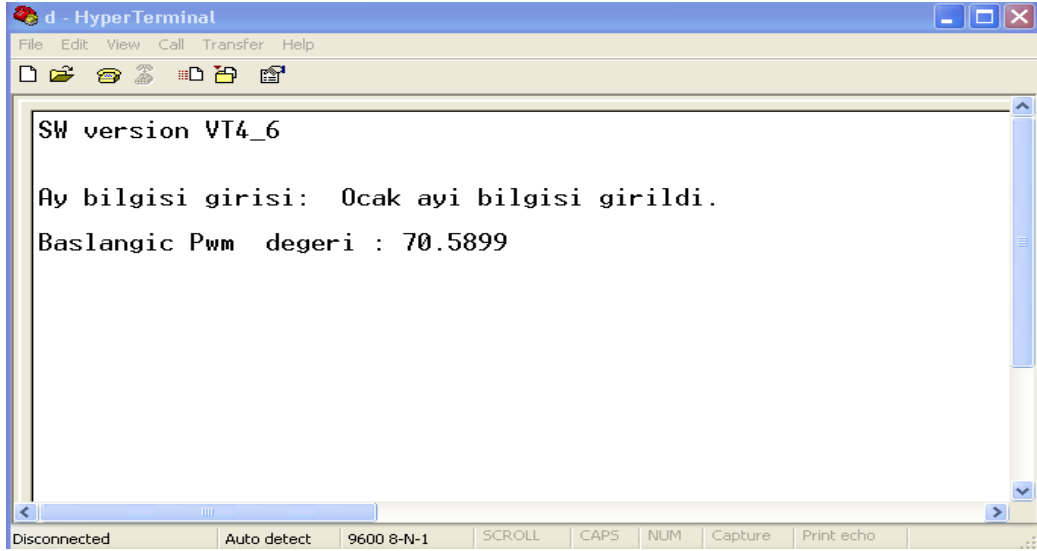 d - HyperTerminal
File Edit View Call Transfer Help
SW version VT4_6
Ay bilgisi girisi: Ocak ayi bilgisi girildi.
Baslangic Pwm degeri : 70.5899
Disconnected Auto detect 9600 8-N-1 SCROLL CAPS NUM Capture Print echo